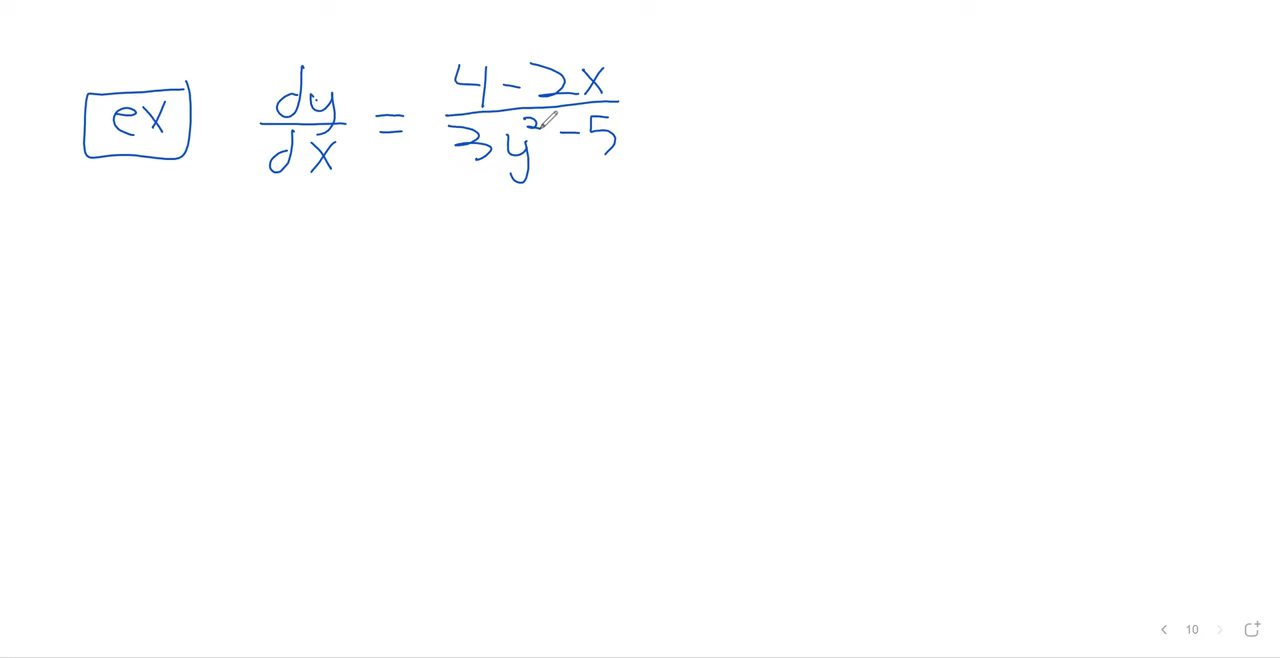 ex dy/dx = (4 - 2x)/(3y² - 5)
< 10 >